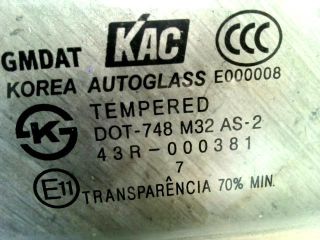 GMDAT KAC CCC
KOREA AUTOGLASS E000008
TEMPERED
KS DOT-748 M32 AS-2
43R-000381
7
E11 TRANSPARÊNCIA 70% MIN.